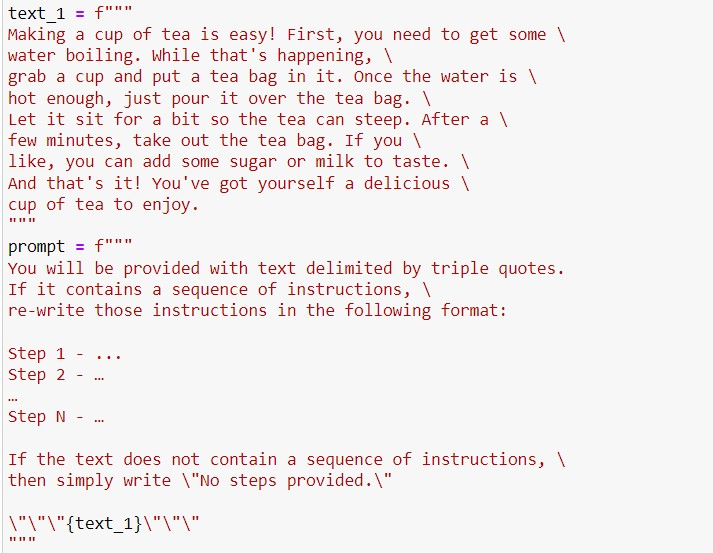 text_1 = f"""
Making a cup of tea is easy! First, you need to get some \
water boiling. While that's happening, \
grab a cup and put a tea bag in it. Once the water is \
hot enough, just pour it over the tea bag. \
Let it sit for a bit so the tea can steep. After a \
few minutes, take out the tea bag. If you \
like, you can add some sugar or milk to taste. \
And that's it! You've got yourself a delicious \
cup of tea to enjoy.
"""
prompt = f"""
You will be provided with text delimited by triple quotes.
If it contains a sequence of instructions, \
re-write those instructions in the following format:

Step 1 - ...
Step 2 - …
…
Step N - …

If the text does not contain a sequence of instructions, \
then simply write \"No steps provided.\"

\"\"\"{text_1}\"\"\"
"""